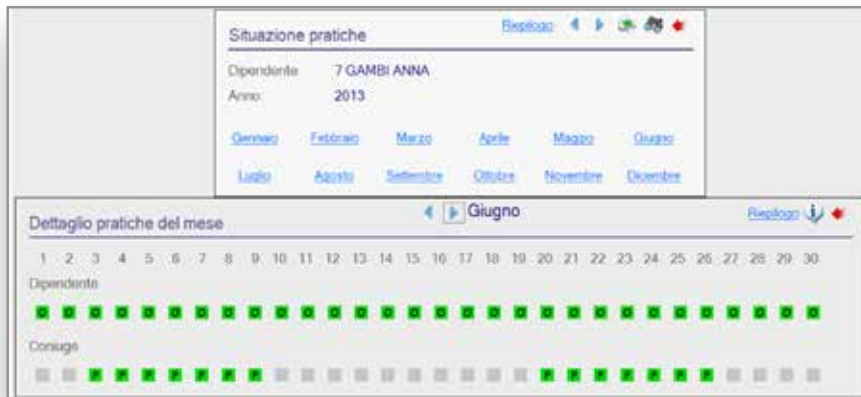 Situazione pratiche Riepilogo
Dipendente 7 GAMBI ANNA
Anno: 2013
Gennaio Febbraio Marzo Aprile Maggio Giugno
Luglio Agosto Settembre Ottobre Novembre Dicembre
Dettaglio pratiche del mese Giugno Riepilogo
1 2 3 4 5 6 7 8 9 10 11 12 13 14 15 16 17 18 19 20 21 22 23 24 25 26 27 28 29 30
Dipendente
Coniuge
P P P P P P P P P P P P P P